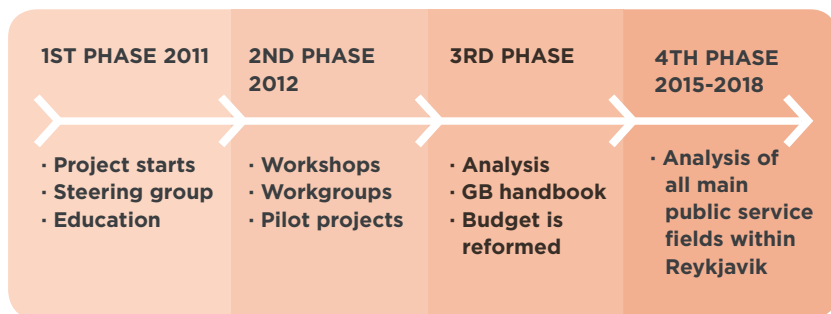 1ST PHASE 2011
· Project starts
· Steering group
· Education
2ND PHASE
2012
· Workshops
· Workgroups
· Pilot projects
3RD PHASE
· Analysis
· GB handbook
· Budget is
reformed
4TH PHASE
2015-2018
· Analysis of
all main
public service
fields within
Reykjavik